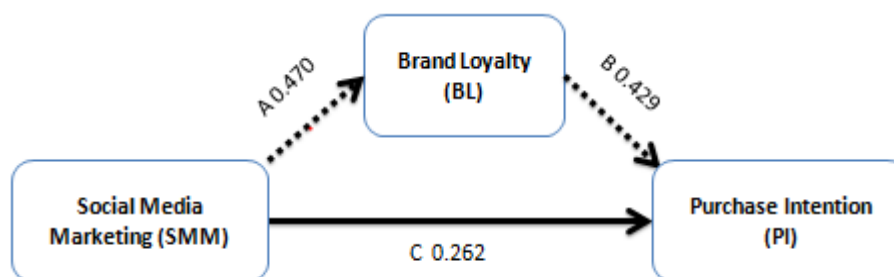 A 0.470
Brand Loyalty
(BL)
B 0.429
Social Media
Marketing (SMM)
C 0.262
Purchase Intention
(PI)